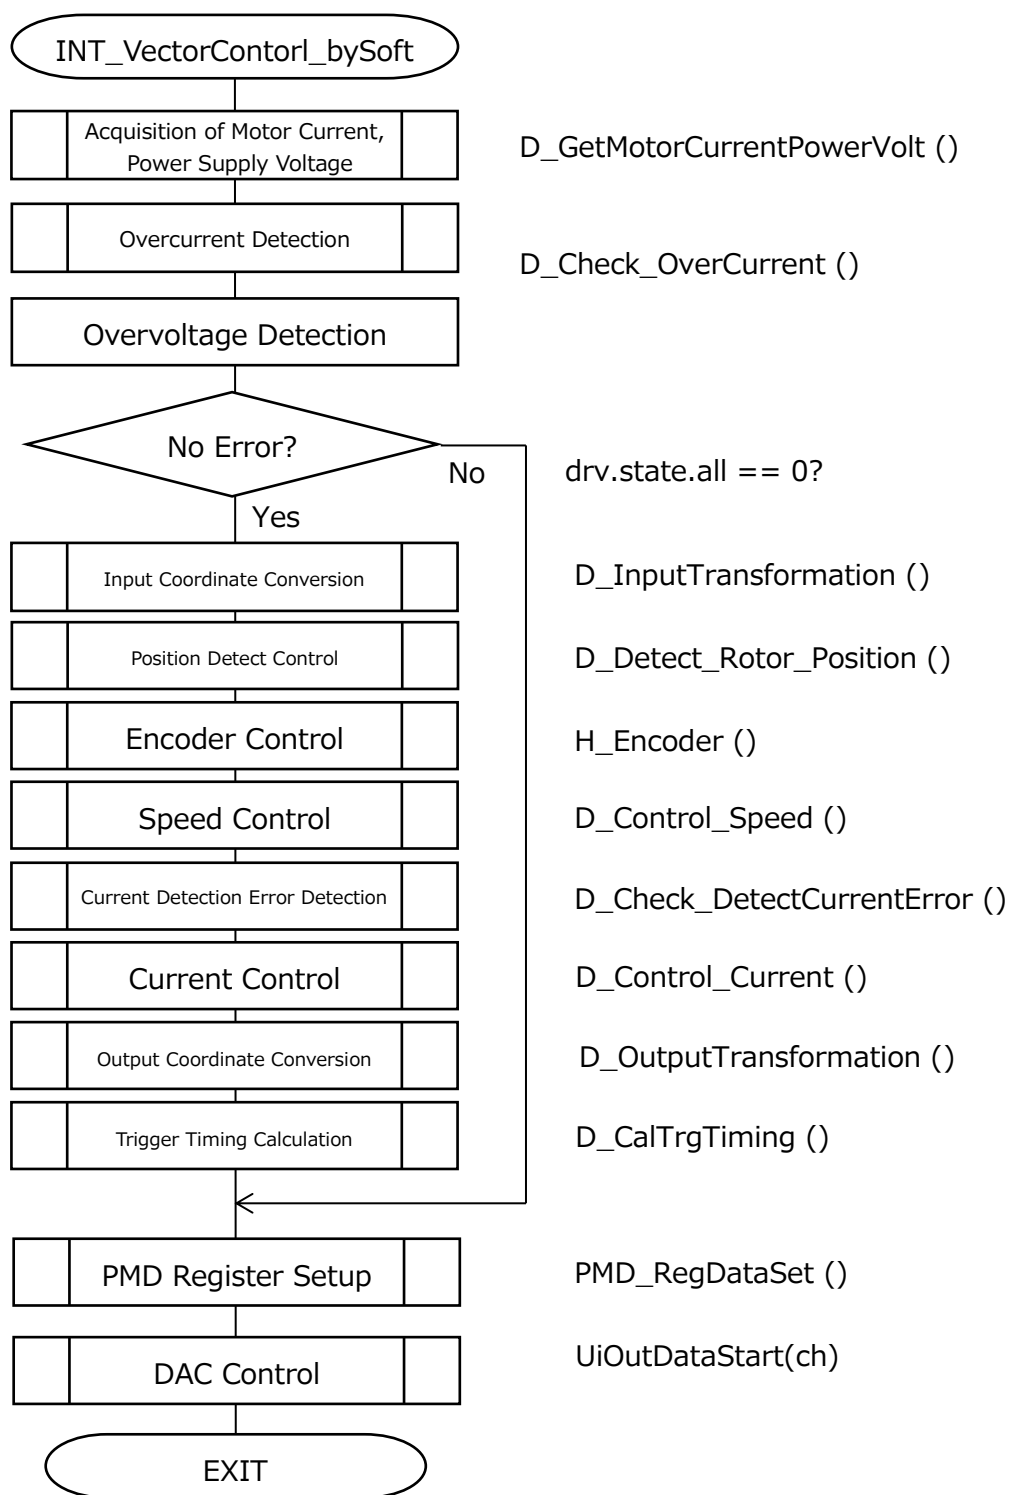 INT_VectorContorl_bySoft
Acquisition of Motor Current,
Power Supply Voltage
D_GetMotorCurrentPowerVolt ()
Overcurrent Detection
D_Check_OverCurrent ()
Overvoltage Detection
No Error?
No
drv.state.all == 0?
Yes
Input Coordinate Conversion
D_InputTransformation ()
Position Detect Control
D_Detect_Rotor_Position ()
Encoder Control
H_Encoder ()
Speed Control
D_Control_Speed ()
Current Detection Error Detection
D_Check_DetectCurrentError ()
Current Control
D_Control_Current ()
Output Coordinate Conversion
D_OutputTransformation ()
Trigger Timing Calculation
D_CalTrgTiming ()
PMD Register Setup
PMD_RegDataSet ()
DAC Control
UiOutDataStart(ch)
EXIT